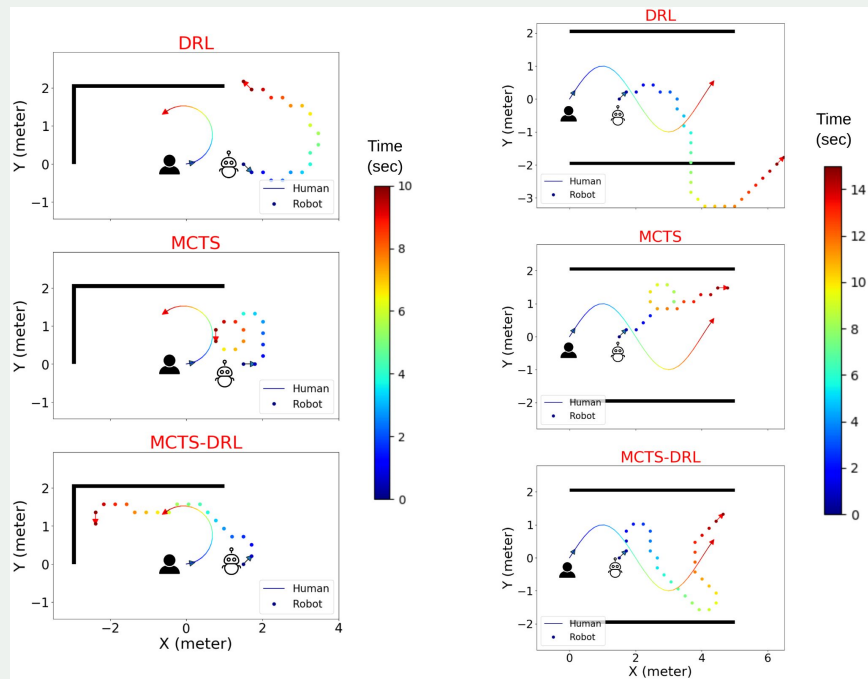 DRL
Y (meter)
2
1
0
−1
Human
Robot
MCTS
Y (meter)
2
1
0
−1
Human
Robot
MCTS-DRL
Y (meter)
2
1
0
−1
Human
Robot
−2
0
2
4
X (meter)
Time
(sec)
10
8
6
4
2
0
DRL
Y (meter)
2
1
0
−1
−2
−3
Human
Robot
MCTS
Y (meter)
2
1
0
−1
−2
Human
Robot
MCTS-DRL
Y (meter)
2
1
0
−1
−2
Human
Robot
0
2
4
6
X (meter)
Time
(sec)
14
12
10
8
6
4
2
0